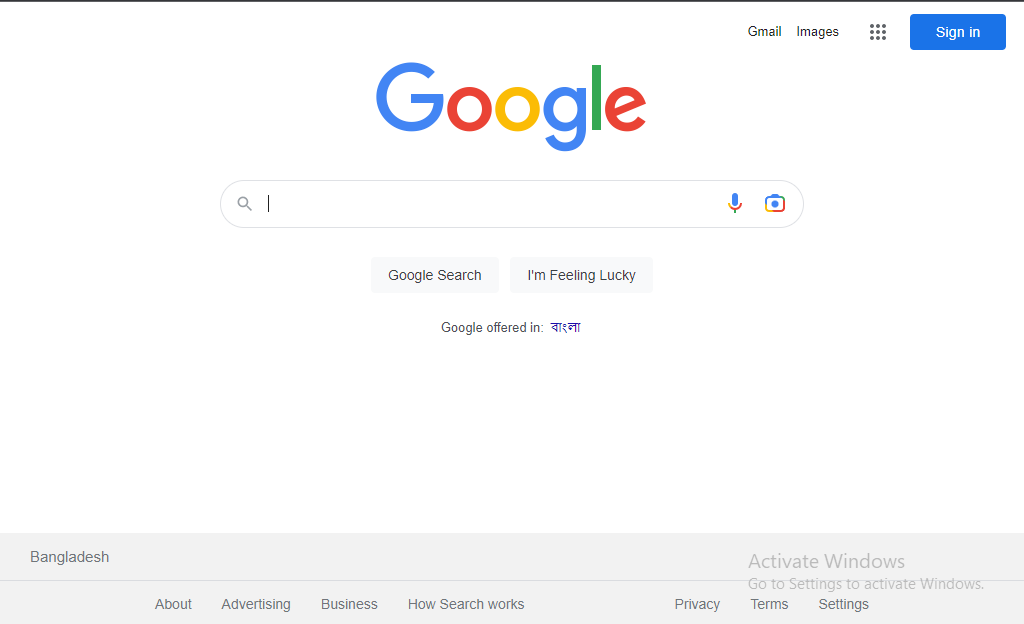 Gmail Images Sign in
Google
Google Search I'm Feeling Lucky
Google offered in: বাংলা
Bangladesh
Activate Windows
Go to Settings to activate Windows.
About Advertising Business How Search works Privacy Terms Settings